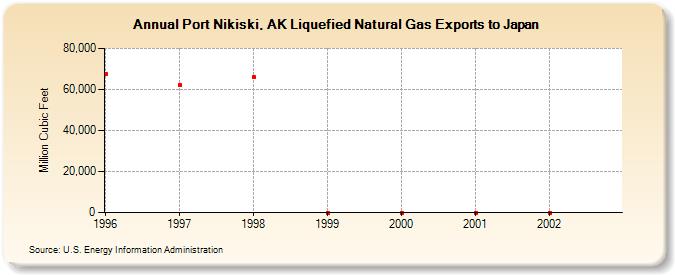 Annual Port Nikiski, AK Liquefied Natural Gas Exports to Japan
Million Cubic Feet
80,000
60,000
40,000
20,000
0
1996 1997 1998 1999 2000 2001 2002
Source: U.S. Energy Information Administration